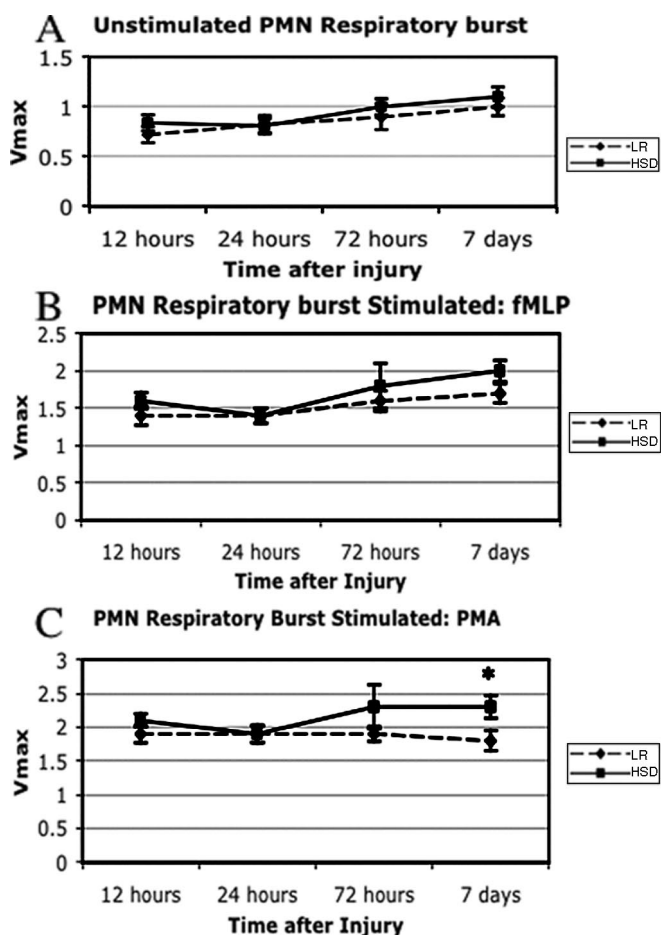 A Unstimulated PMN Respiratory burst
1.5
1
0.5
0
Vmax
12 hours 24 hours 72 hours 7 days
Time after injury
LR
HSD
B PMN Respiratory burst Stimulated: fMLP
2.5
2
1.5
1
0.5
0
Vmax
12 hours 24 hours 72 hours 7 days
Time after Injury
LR
HSD
C PMN Respiratory Burst Stimulated: PMA
3
2.5
2
1.5
1
0.5
0
Vmax
*
12 hours 24 hours 72 hours 7 days
Time after Injury
LR
HSD